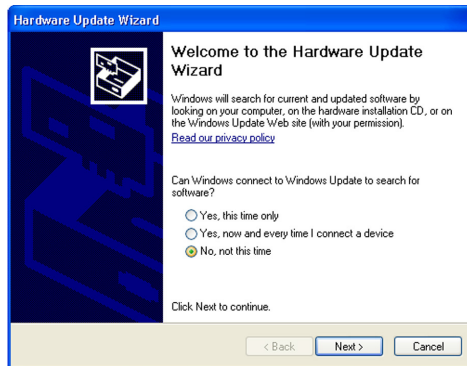 Hardware Update Wizard
Welcome to the Hardware Update
Wizard
Windows will search for current and updated software by
looking on your computer, on the hardware installation CD, or on
the Windows Update Web site (with your permission).
Read our privacy policy
Can Windows connect to Windows Update to search for
software?
Yes, this time only
Yes, now and every time I connect a device
No, not this time
Click Next to continue.
< Back
Next >
Cancel